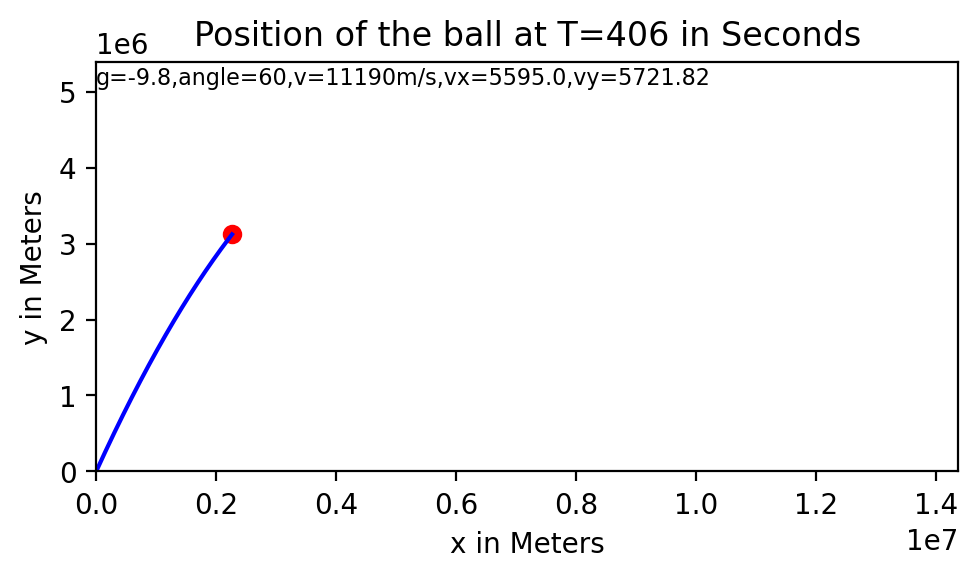 Position of the ball at T=406 in Seconds
1e6
g=-9.8,angle=60,v=11190m/s,vx=5595.0,vy=5721.82
5
4
3
2
1
0
y in Meters
0.0 0.2 0.4 0.6 0.8 1.0 1.2 1.4
x in Meters
1e7